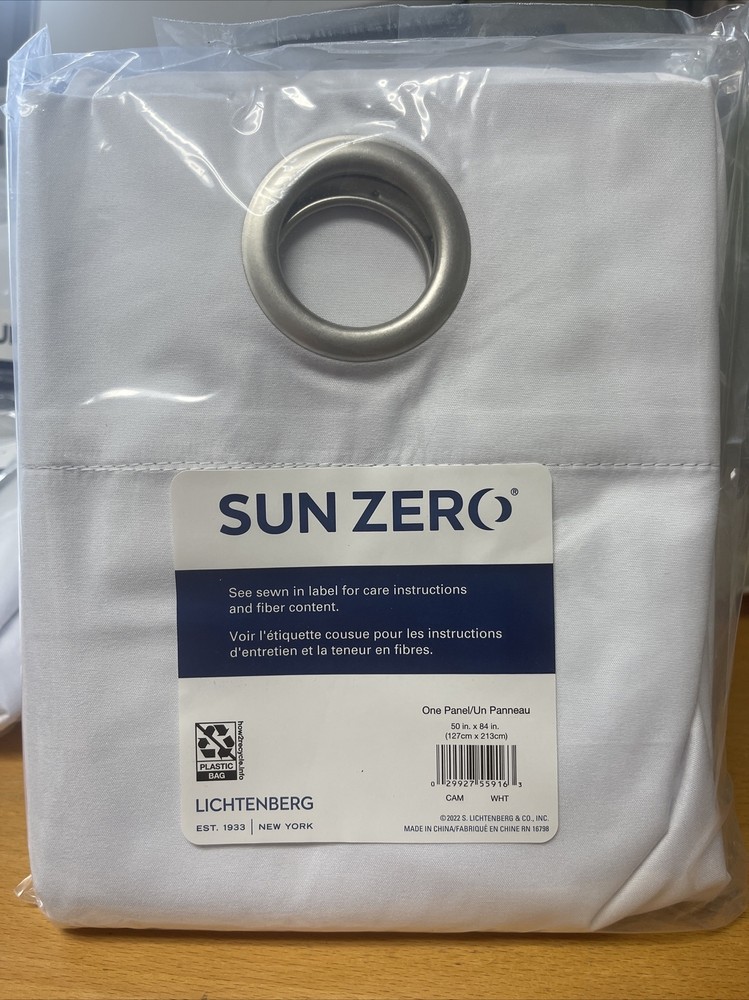 SUN ZERO®
See sewn in label for care instructions
and fiber content.
Voir l'étiquette cousue pour les instructions
d'entretien et la teneur en fibres.
One Panel/Un Panneau
50 in. x 84 in.
(127cm x 213cm)
how2recycle.info
PLASTIC
BAG
0 29927 55916 3
CAM WHT
LICHTENBERG
EST. 1933 | NEW YORK
©2022 S. LICHTENBERG & CO., INC.
MADE IN CHINA/FABRIQUÉ EN CHINE RN 16798